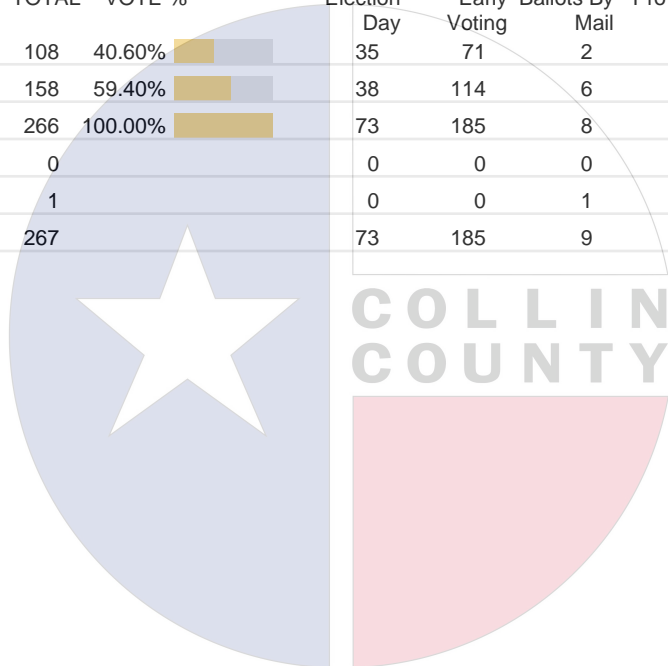 TOTAL VOTE % Election Early Ballots By Pro
Day Voting Mail
108 40.60% 35 71 2
158 59.40% 38 114 6
266 100.00% 73 185 8
0 0 0 0
1 0 0 1
267 73 185 9
COLLIN
COUNTY